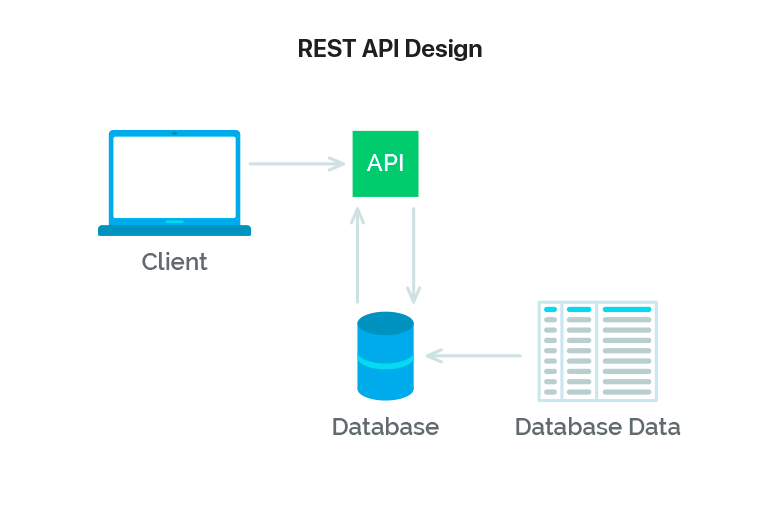 REST API Design
API
Client
Database
Database Data